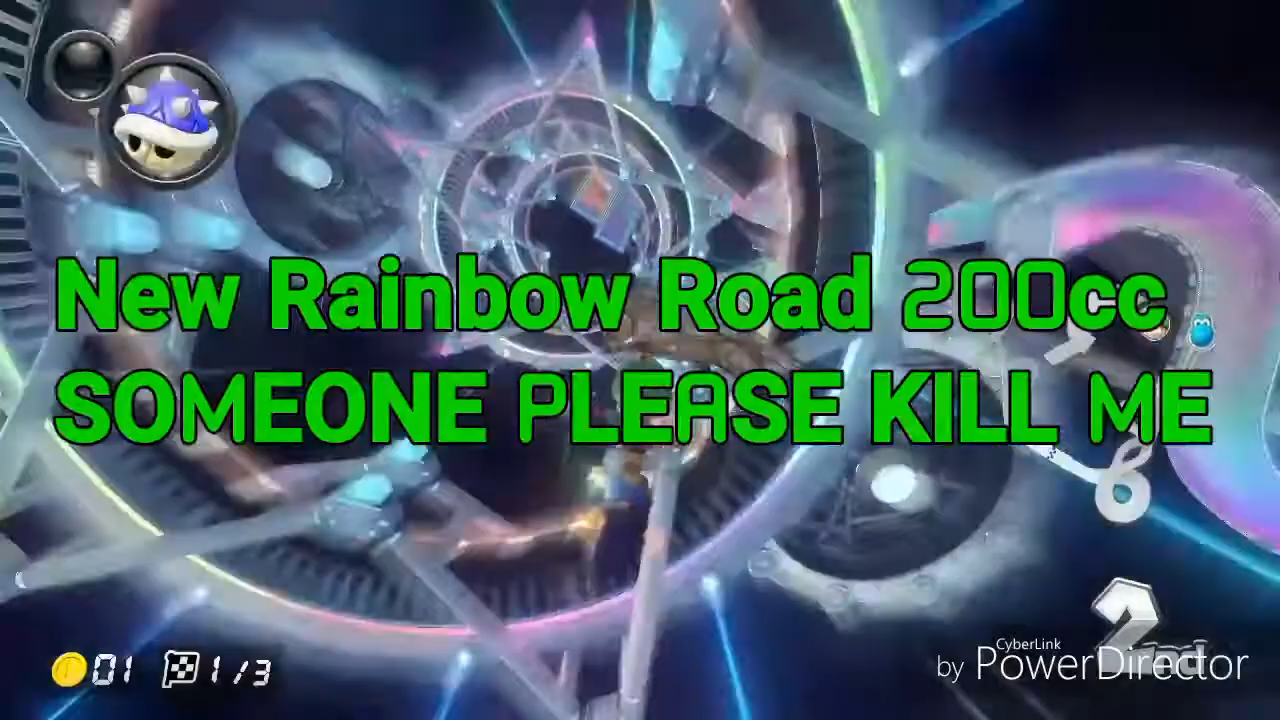 New Rainbow Road 200cc
SOMEONE PLEASE KILL ME
01 1/3
2nd
CyberLink
by PowerDirector